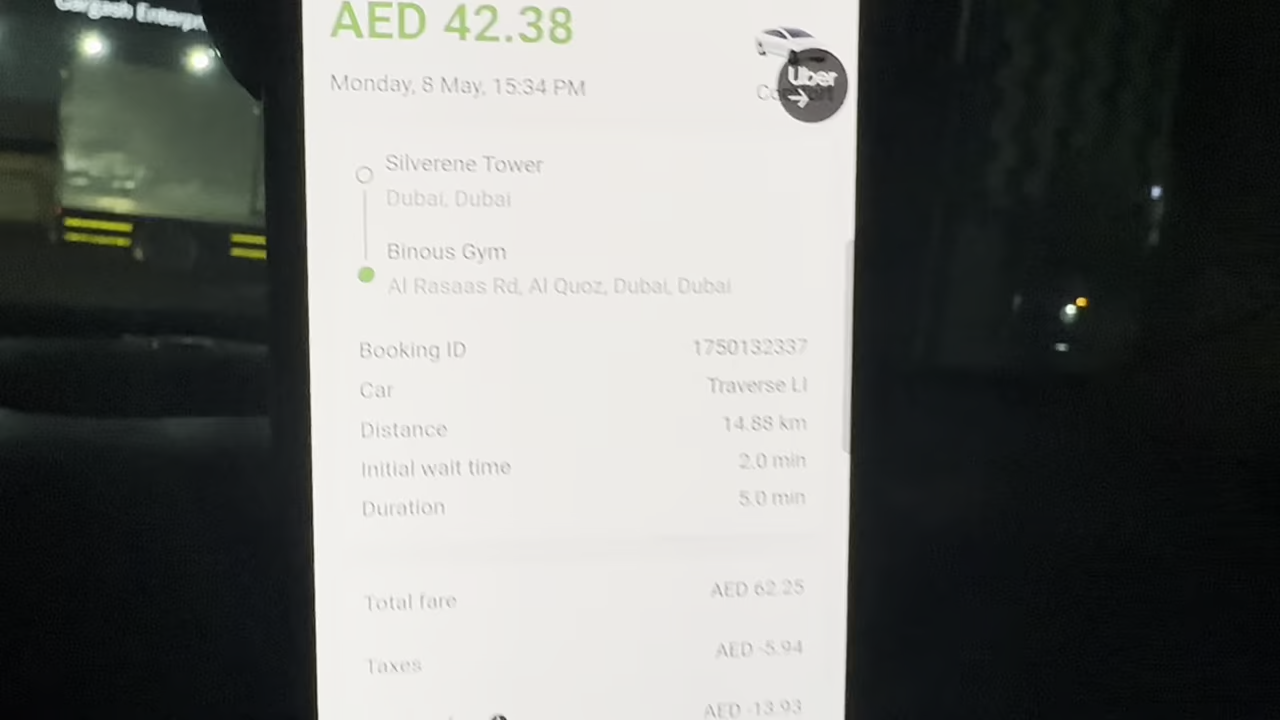 Gargash Enterpr
AED 42.38
Monday, 8 May, 15:34 PM
Uber
Silverene Tower
Dubai, Dubai
Binous Gym
Al Rasaas Rd, Al Quoz, Dubai, Dubai
Booking ID 1750132337
Car Traverse LI
Distance 14.88 km
Initial wait time 2.0 min
Duration 5.0 min
Total fare AED 62.25
Taxes AED -5.94
AED -13.93